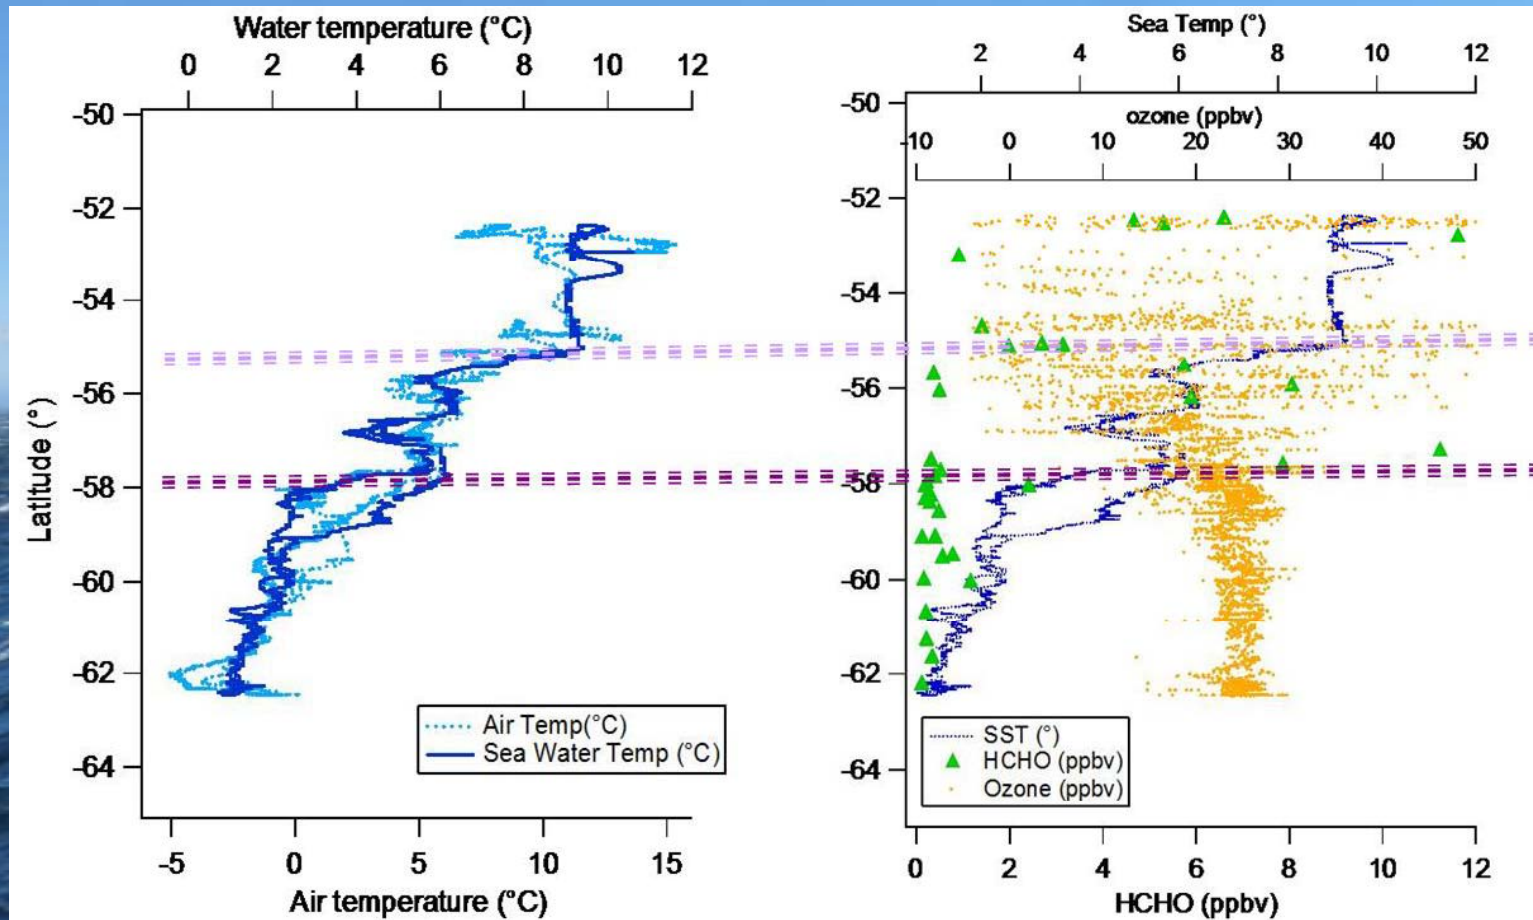 Water temperature (°C)
0 2 4 6 8 10 12
-50
-52
-54
-56
-58
-60
-62
-64
Latitude (°)
Air Temp(°C)
Sea Water Temp (°C)
-5 0 5 10 15
Air temperature (°C)
Sea Temp (°)
2 4 6 8 10 12
ozone (ppbv)
-10 0 10 20 30 40 50
-50
-52
-54
-56
-58
-60
-62
-64
SST (°)
HCHO (ppbv)
Ozone (ppbv)
0 2 4 6 8 10 12
HCHO (ppbv)